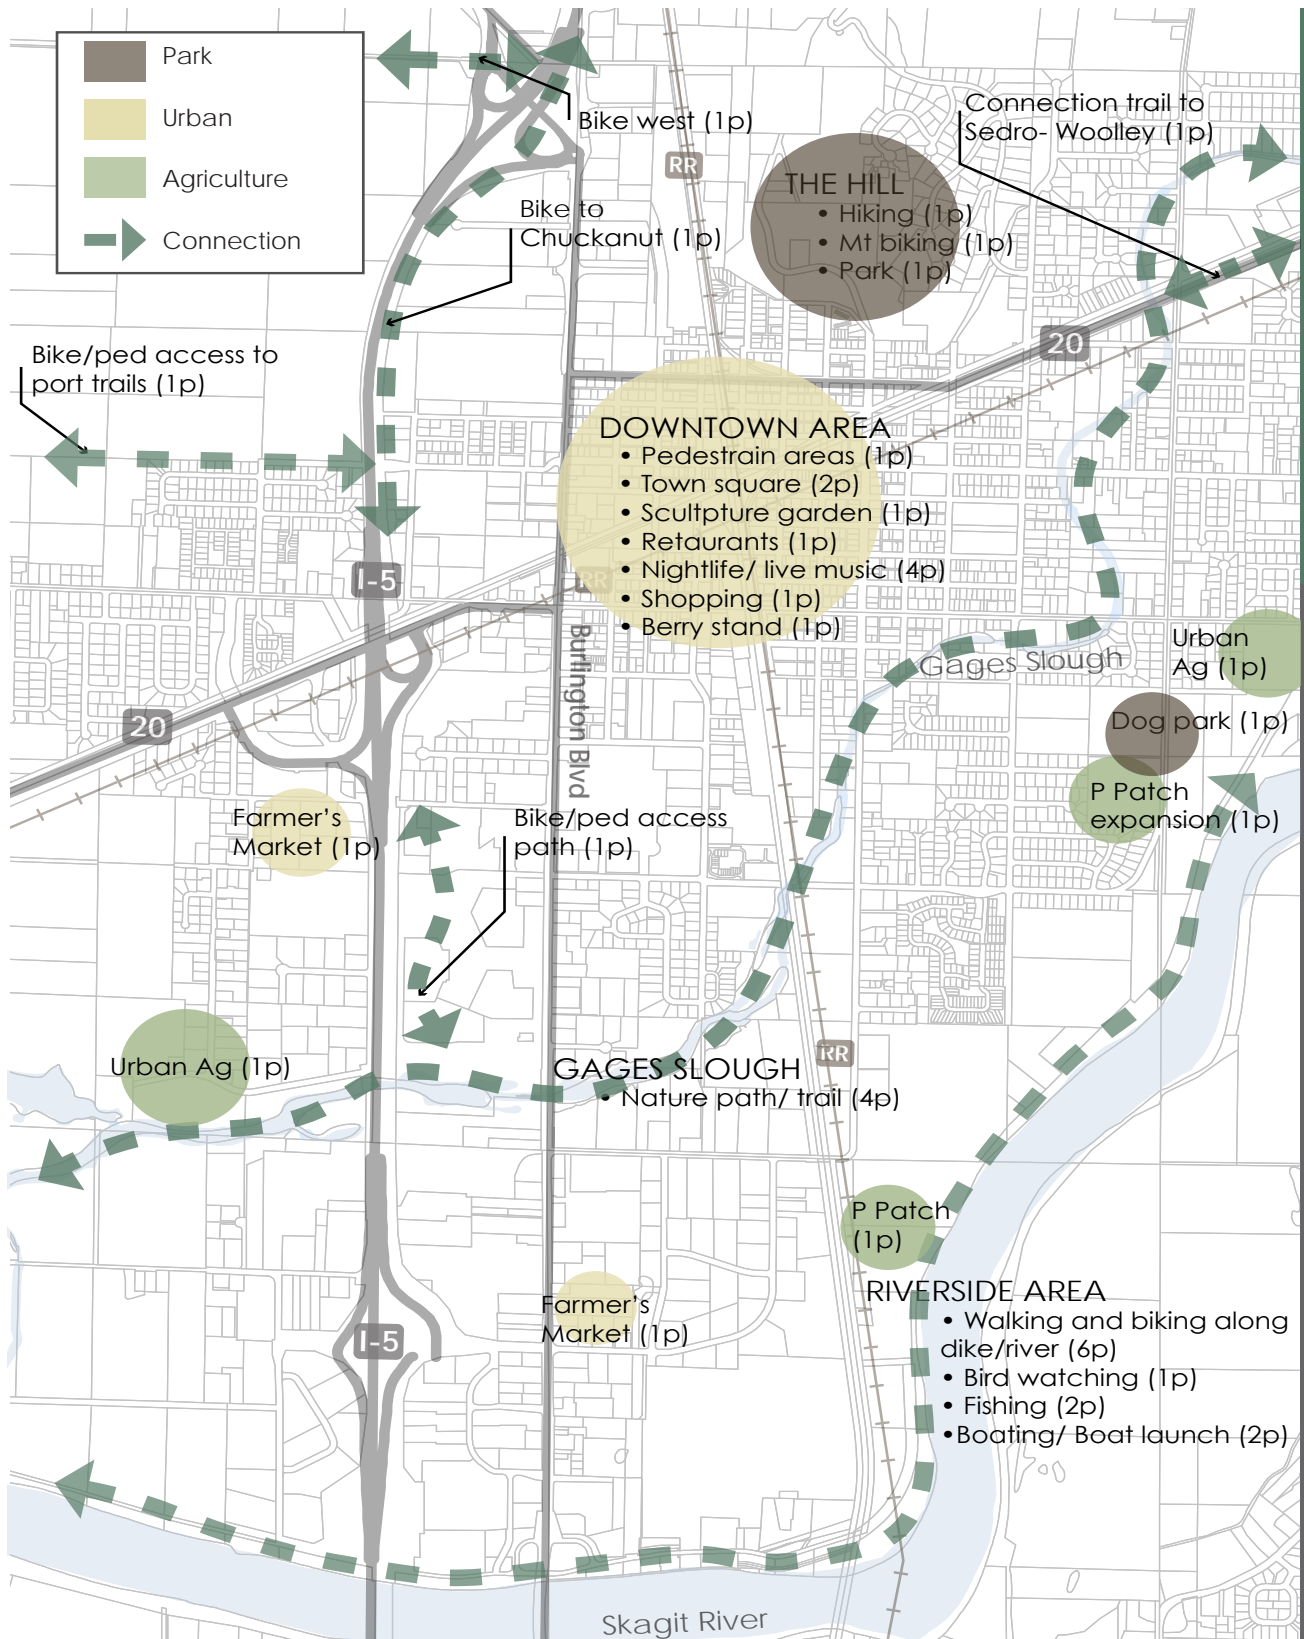 Park
Urban
Agriculture
Connection
Bike west (1p)
Connection trail to
Sedro- Woolley (1p)
RR
THE HILL
• Hiking (1p)
• Mt biking (1p)
• Park (1p)
Bike to
Chuckanut (1p)
20
Bike/ped access to
port trails (1p)
DOWNTOWN AREA
• Pedestrain areas (1p)
• Town square (2p)
• Scultpture garden (1p)
• Retaurants (1p)
• Nightlife/ live music (4p)
• Shopping (1p)
• Berry stand (1p)
I-5
RR
Burlington Blvd
Gages Slough
Urban
Ag (1p)
20
Dog park (1p)
P Patch
expansion (1p)
Farmer's
Market (1p)
Bike/ped access
path (1p)
Urban Ag (1p)
RR
GAGES SLOUGH
• Nature path/ trail (4p)
P Patch
(1p)
RIVERSIDE AREA
• Walking and biking along
dike/river (6p)
• Bird watching (1p)
• Fishing (2p)
•Boating/ Boat launch (2p)
Farmer's
Market (1p)
I-5
Skagit River